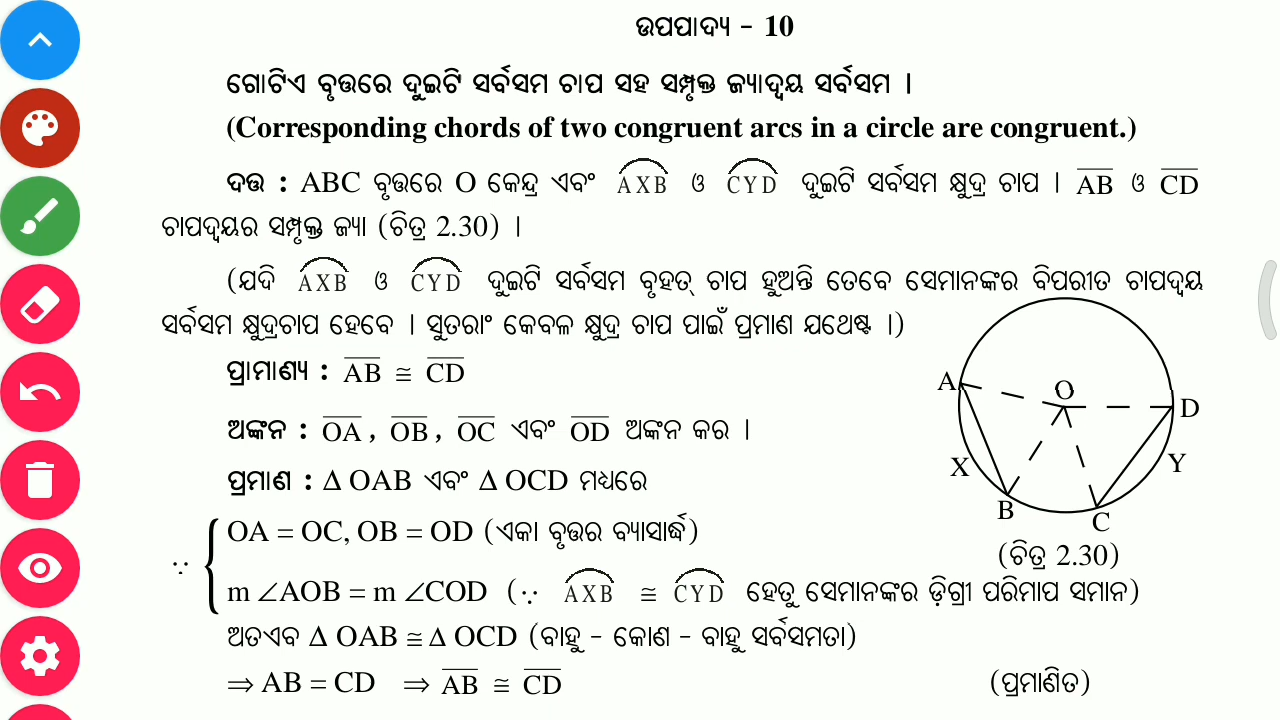 ଉପପାଦ୍ୟ - 10
ଗୋଟିଏ ବୃତ୍ତରେ ଦୁଇଟି ସର୍ବସମ ଚାପ ସହ ସମ୍ପୃକ୍ତ ଜ୍ୟାଦ୍ୱୟ ସର୍ବସମ ।
(Corresponding chords of two congruent arcs in a circle are congruent.)
ଦତ୍ତ : ABC ବୃତ୍ତରେ O କେନ୍ଦ୍ର ଏବଂ AXB ଓ CYD ଦୁଇଟି ସର୍ବସମ କ୍ଷୁଦ୍ର ଚାପ । AB ଓ CD
ଚାପଦ୍ୱୟର ସମ୍ପୃକ୍ତ ଜ୍ୟା (ଚିତ୍ର 2.30) ।
(ଯଦି AXB ଓ CYD ଦୁଇଟି ସର୍ବସମ ବୃହତ୍ ଚାପ ହୁଅନ୍ତି ତେବେ ସେମାନଙ୍କର ବିପରୀତ ଚାପଦ୍ୱୟ
ସର୍ବସମ କ୍ଷୁଦ୍ରଚାପ ହେବେ । ସୁତରାଂ କେବଳ କ୍ଷୁଦ୍ର ଚାପ ପାଇଁ ପ୍ରମାଣ ଯଥେଷ୍ଟ ।)
ପ୍ରାମାଣ୍ୟ : AB ≅ CD
ଅଙ୍କନ : OA , OB , OC ଏବଂ OD ଅଙ୍କନ କର ।
ପ୍ରମାଣ : Δ OAB ଏବଂ Δ OCD ମଧ୍ୟରେ
∵ { OA = OC, OB = OD (ଏକା ବୃତ୍ତର ବ୍ୟାସାର୍ଦ୍ଧ)
m ∠AOB = m ∠COD (∵ AXB ≅ CYD ହେତୁ ସେମାନଙ୍କର ଡ଼ିଗ୍ରୀ ପରିମାପ ସମାନ)
ଅତଏବ Δ OAB ≅ Δ OCD (ବାହୁ - କୋଣ - ବାହୁ ସର୍ବସମତା)
⇒ AB = CD ⇒ AB ≅ CD (ପ୍ରମାଣିତ)
A
O
D
X
Y
B
C
(ଚିତ୍ର 2.30)